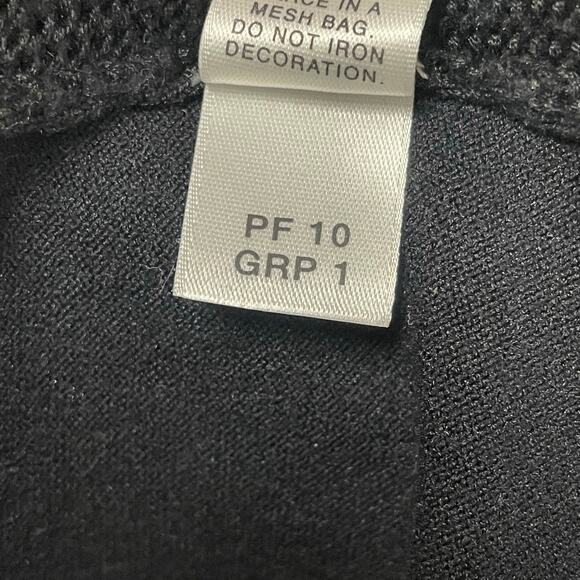 IN A
MESH BAG.
DO NOT IRON
DECORATION.
PF 10
GRP 1